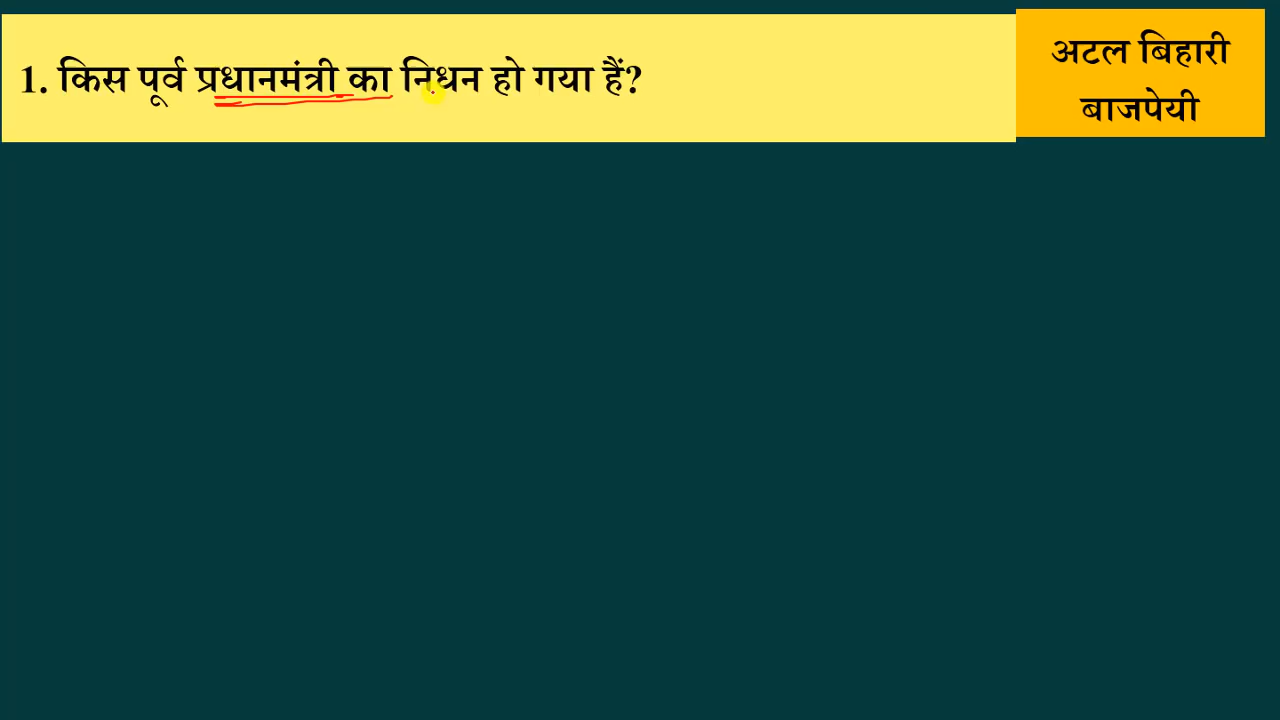 1. किस पूर्व प्रधानमंत्री का निधन हो गया हैं?
अटल बिहारी
बाजपेयी